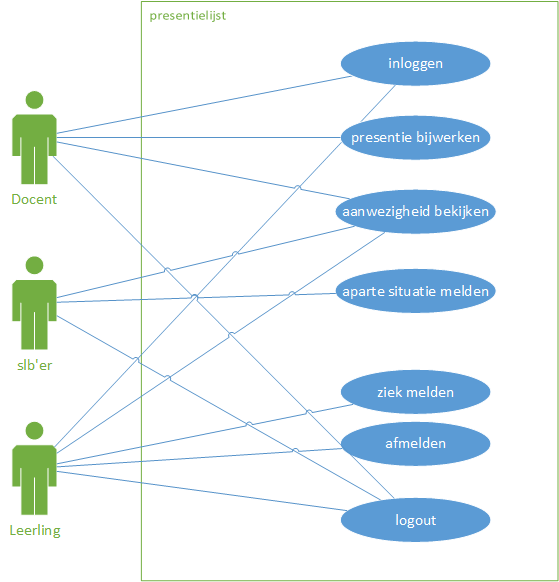 presentielijst
inloggen
presentie bijwerken
Docent
aanwezigheid bekijken
aparte situatie melden
slb'er
ziek melden
afmelden
logout
Leerling